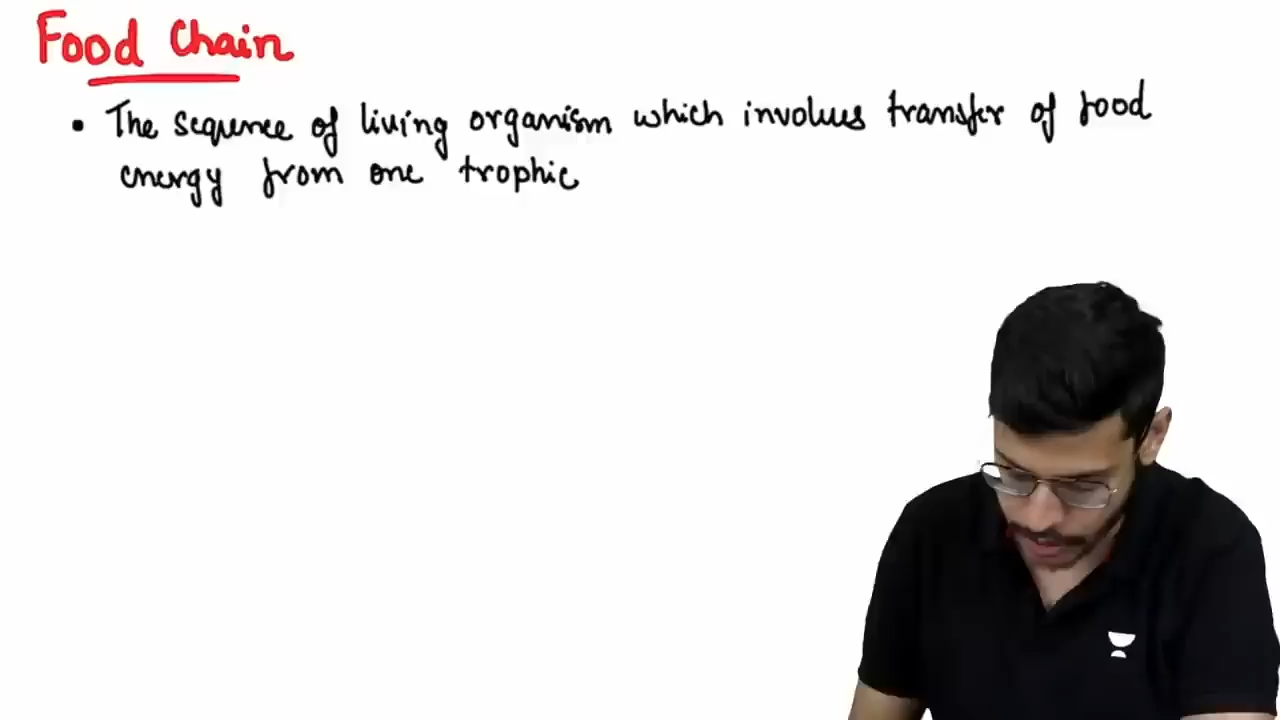 Food Chain
• The sequence of living organism which involves transfer of food
energy from one trophic